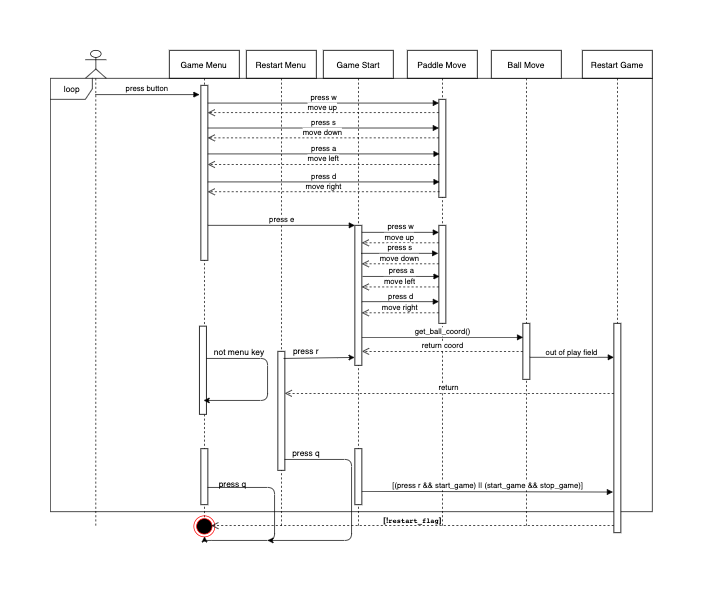 Game Menu
Restart Menu
Game Start
Paddle Move
Ball Move
Restart Game
loop
press button
press w
move up
press s
move down
press a
move left
press d
move right
press e
press w
move up
press s
move down
press a
move left
press d
move right
get_ball_coord()
return coord
not menu key
press r
out of play field
return
press q
press q
[(press r && start_game) || (start_game && stop_game)]
[!restart_flag]